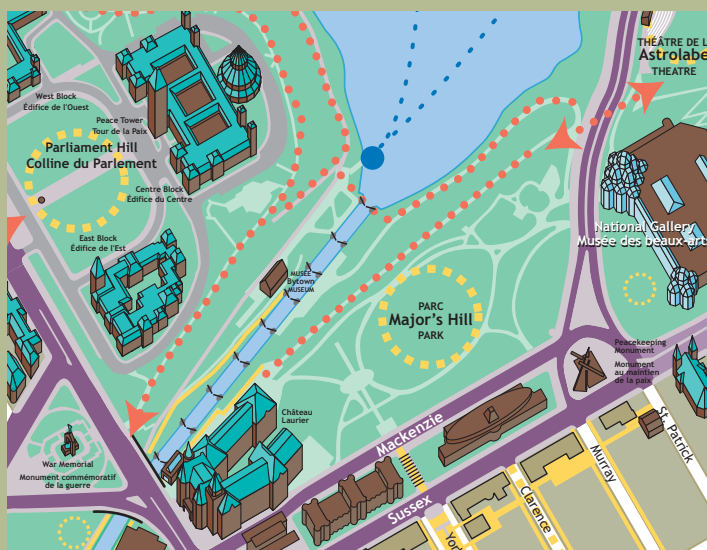 THÉÂTRE DE L
Astrolabe
THEATRE
West Block
Édifice de l'Ouest
Peace Tower
Tour de la Paix
Parliament Hill
Colline du Parlement
Centre Block
Édifice du Centre
East Block
Édifice de l'Est
National Gallery
Musée des beaux-arts
MUSÉE
Bytown
MUSEUM
PARC
Major's Hill
PARK
Peacekeeping
Monument
Monument
au maintien
de la paix
Château
Laurier
Mackenzie
St. Patrick
War Memorial
Monument commémoratif
de la guerre
Murray
Sussex
Clarence
Yor